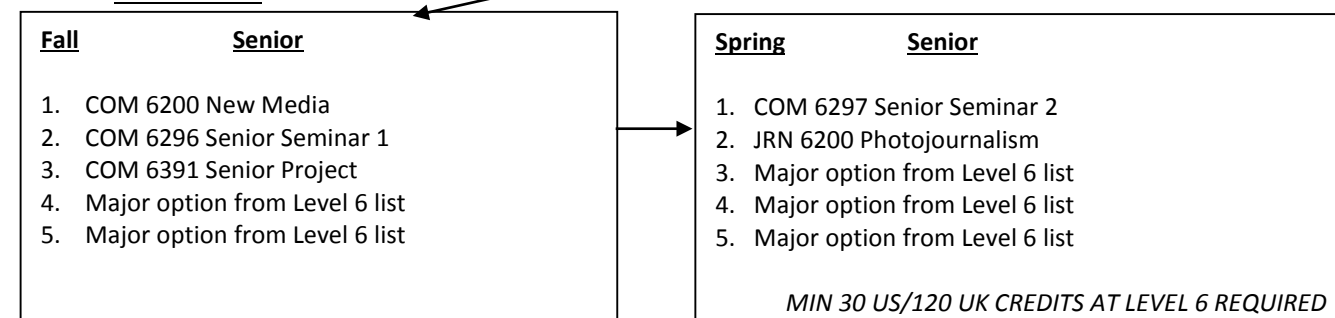 Fall Senior
1. COM 6200 New Media
2. COM 6296 Senior Seminar 1
3. COM 6391 Senior Project
4. Major option from Level 6 list
5. Major option from Level 6 list
Spring Senior
1. COM 6297 Senior Seminar 2
2. JRN 6200 Photojournalism
3. Major option from Level 6 list
4. Major option from Level 6 list
5. Major option from Level 6 list
MIN 30 US/120 UK CREDITS AT LEVEL 6 REQUIRED